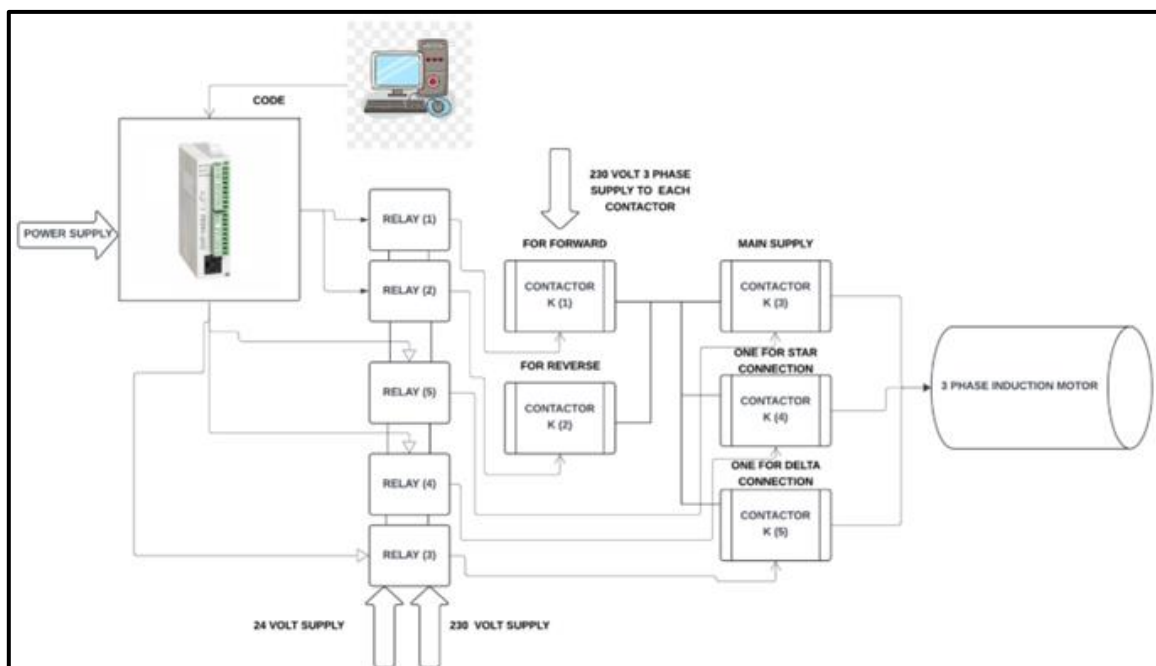 CODE
POWER SUPPLY
RELAY (1)
RELAY (2)
RELAY (5)
RELAY (4)
RELAY (3)
24 VOLT SUPPLY
230 VOLT SUPPLY
230 VOLT 3 PHASE
SUPPLY TO EACH
CONTACTOR
FOR FORWARD
CONTACTOR
K (1)
FOR REVERSE
CONTACTOR
K (2)
MAIN SUPPLY
CONTACTOR
K (3)
ONE FOR STAR
CONNECTION
CONTACTOR
K (4)
ONE FOR DELTA
CONNECTION
CONTACTOR
K (5)
3 PHASE INDUCTION MOTOR